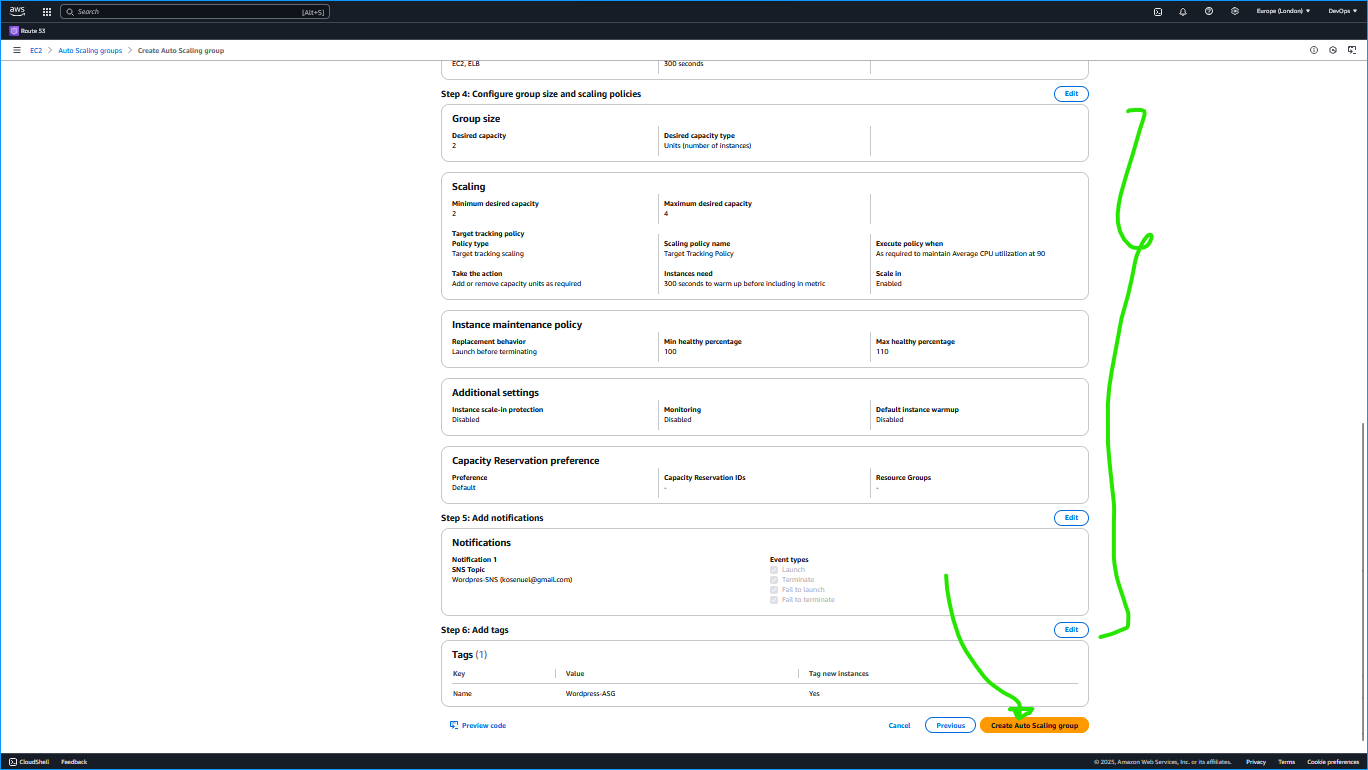 aws
Search [Alt+S] Europe (London) DevOps
Route 53
EC2 Auto Scaling groups Create Auto Scaling group
EC2, ELB 300 seconds
Step 4: Configure group size and scaling policies Edit
Group size
Desired capacity Desired capacity type
2 Units (number of instances)
Scaling
Minimum desired capacity Maximum desired capacity
2 4
Target tracking policy
Policy type Scaling policy name Execute policy when
Target tracking scaling Target Tracking Policy As required to maintain Average CPU utilization at 90
Take the action Instances need Scale in
Add or remove capacity units as required 300 seconds to warm up before including in metric Enabled
Instance maintenance policy
Replacement behavior Min healthy percentage Max healthy percentage
Launch before terminating 100 110
Additional settings
Instance scale-in protection Monitoring Default instance warmup
Disabled Disabled Disabled
Capacity Reservation preference
Preference Capacity Reservation IDs Resource Groups
Default - -
Step 5: Add notifications Edit
Notifications
Notification 1 Event types
SNS Topic Launch
Wordpres-SNS (kosenuel@gmail.com) Terminate
Fail to launch
Fail to terminate
Step 6: Add tags Edit
Tags (1)
Key Value Tag new instances
Name Wordpress-ASG Yes
Preview code Cancel Previous Create Auto Scaling group
CloudShell Feedback © 2025, Amazon Web Services, Inc. or its affiliates. Privacy Terms Cookie preferences